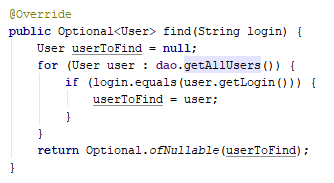 @Override
public Optional<User> find(String login) {
    User userToFind = null;
    for (User user : dao.getAllUsers()) {
        if (login.equals(user.getLogin())) {
            userToFind = user;
        }
    }
    return Optional.ofNullable(userToFind);
}